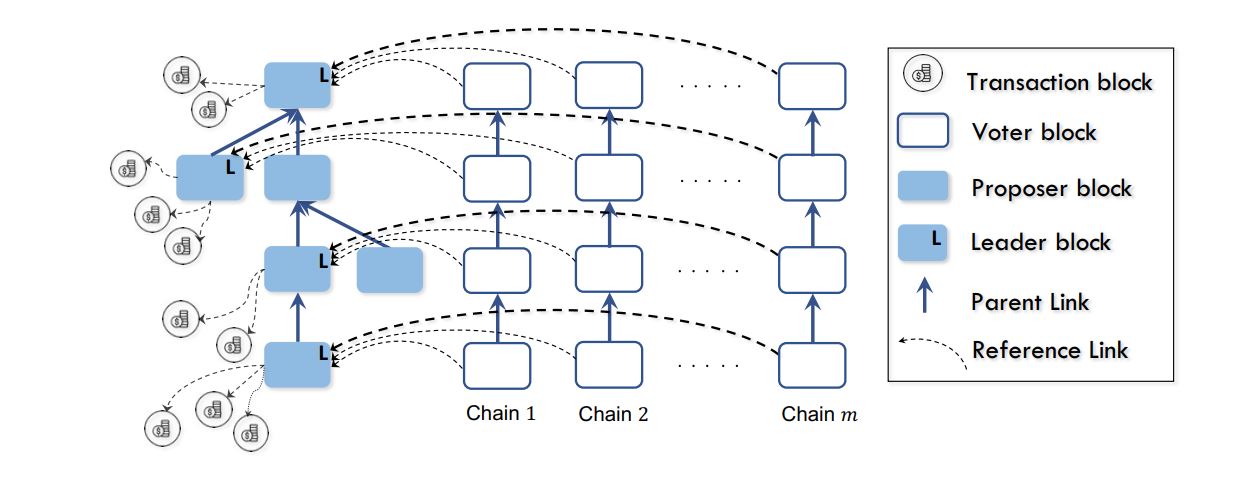 L
L
L
L
Chain 1
Chain 2
Chain m
Transaction block
Voter block
Proposer block
L
Leader block
Parent Link
Reference Link